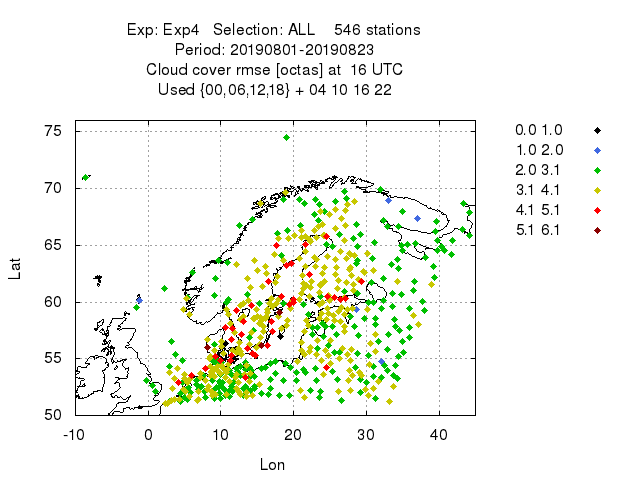 Exp: Exp4 Selection: ALL 546 stations
Period: 20190801-20190823
Cloud cover rmse [octas] at 16 UTC
Used {00,06,12,18} + 04 10 16 22
75
70
65
60
55
50
-10 0 10 20 30 40
Lat
Lon
0.0 1.0
1.0 2.0
2.0 3.1
3.1 4.1
4.1 5.1
5.1 6.1